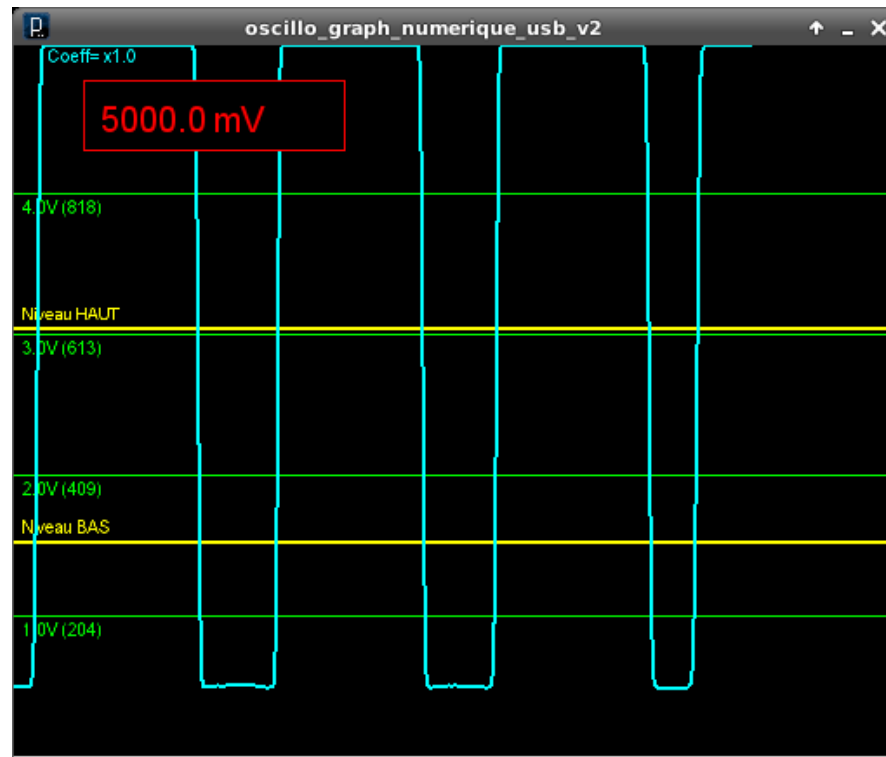 oscillo_graph_numerique_usb_v2
Coeff= x1.0
5000.0 mV
4.0V (818)
Niveau HAUT
3.0V (613)
2.0V (409)
Niveau BAS
1.0V (204)